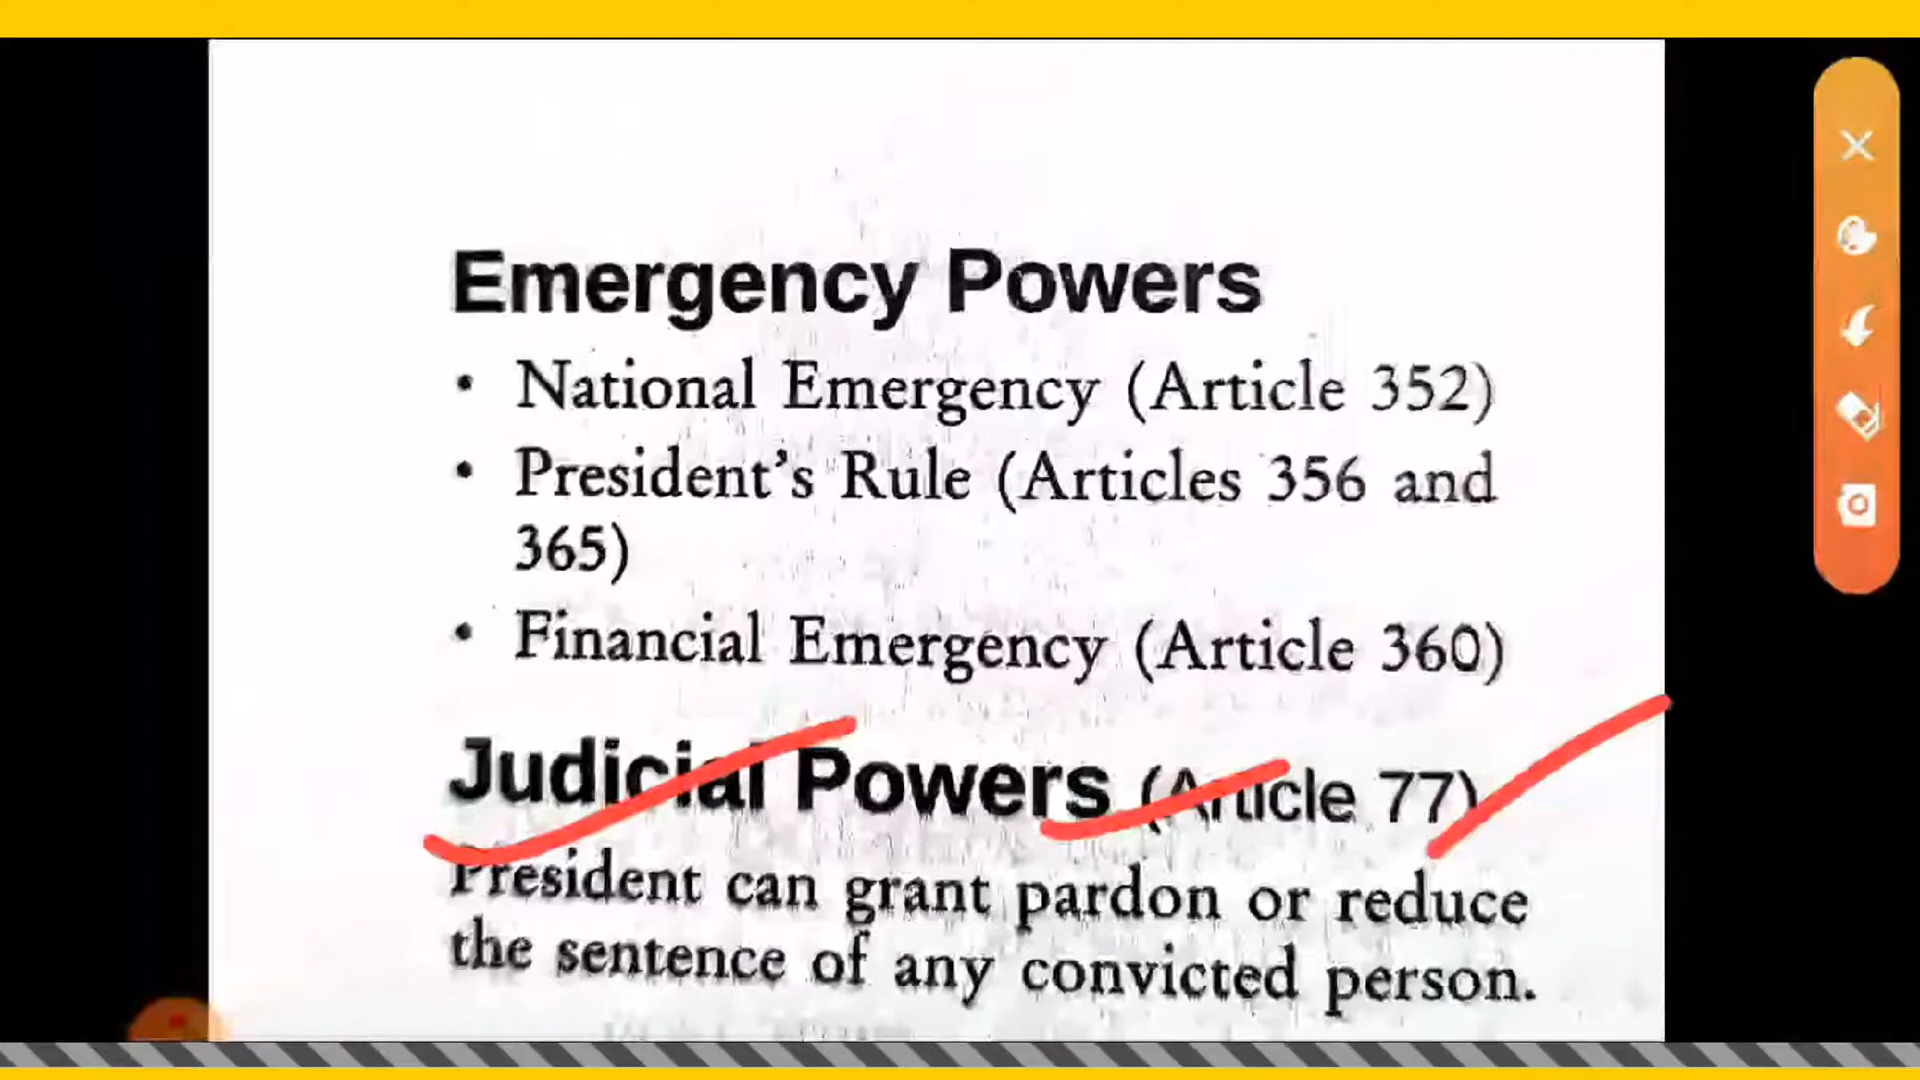 Emergency Powers
• National Emergency (Article 352)
• President's Rule (Articles 356 and
365)
• Financial Emergency (Article 360)
Judicial Powers (Article 77)
President can grant pardon or reduce
the sentence of any convicted person.